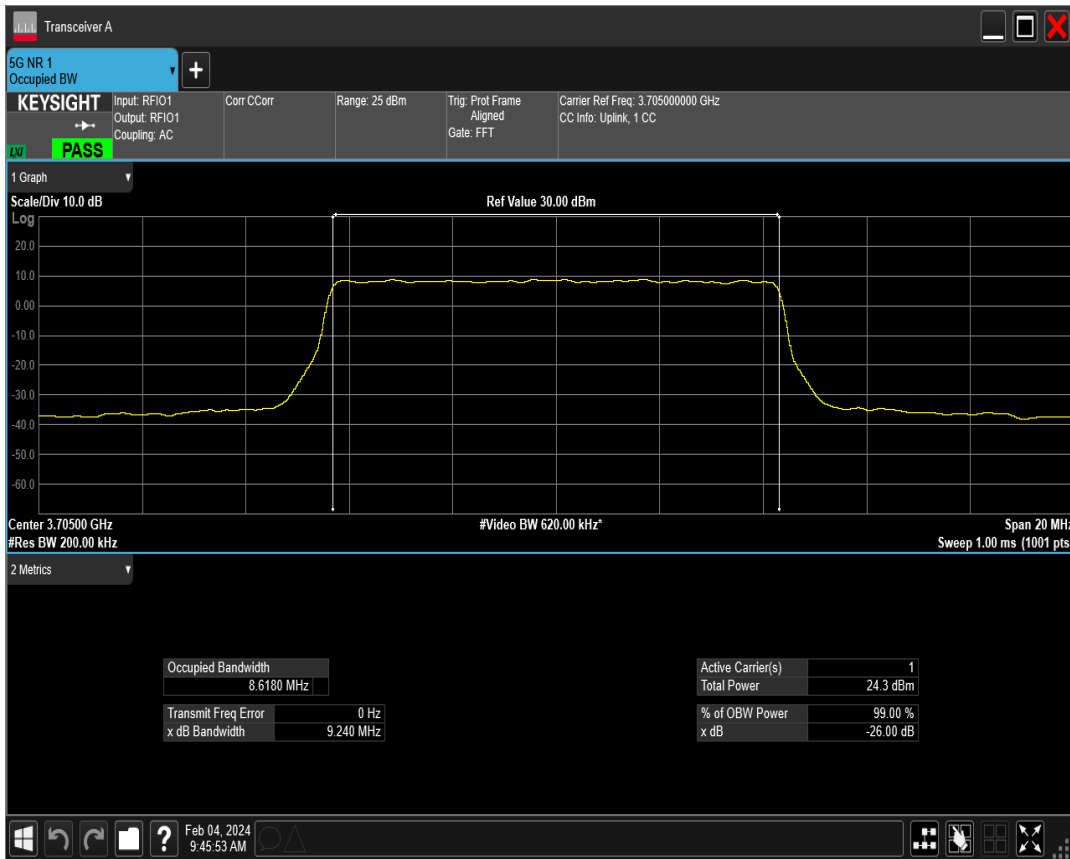 Transceiver A
5G NR 1
Occupied BW
+
KEYSIGHT
Input: RFIO1
Output: RFIO1
Coupling: AC
Corr CCorr
Range: 25 dBm
Trig: Prot Frame
Aligned
Gate: FFT
Carrier Ref Freq: 3.705000000 GHz
CC Info: Uplink, 1 CC
LXI
PASS
1 Graph
Scale/Div 10.0 dB
Ref Value 30.00 dBm
Log
20.0
10.0
0.00
-10.0
-20.0
-30.0
-40.0
-50.0
-60.0
Center 3.70500 GHz
#Video BW 620.00 kHz*
Span 20 MHz
#Res BW 200.00 kHz
Sweep 1.00 ms (1001 pts
2 Metrics
Occupied Bandwidth
8.6180 MHz
Transmit Freq Error 0 Hz
x dB Bandwidth 9.240 MHz
Active Carrier(s) 1
Total Power 24.3 dBm
% of OBW Power 99.00 %
x dB -26.00 dB
?
Feb 04, 2024
9:45:53 AM